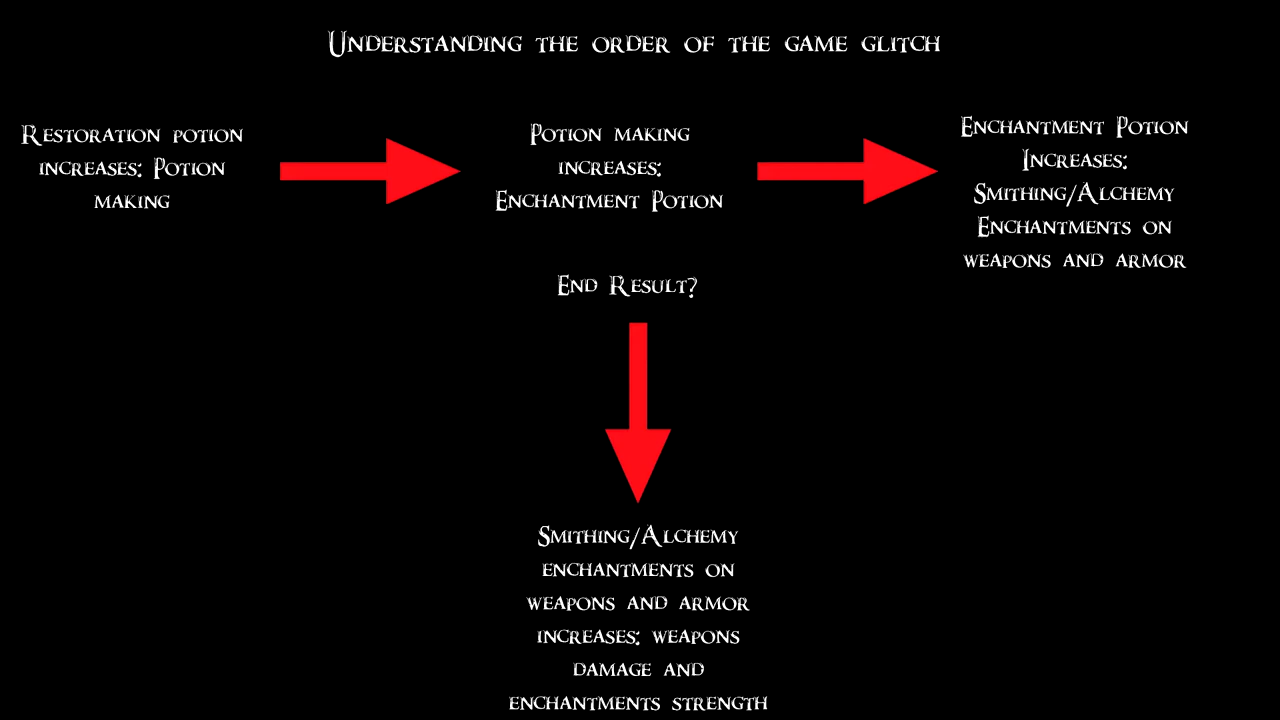 Understanding the order of the game glitch
Restoration potion
increases: Potion
making
Potion making
increases:
Enchantment Potion
Enchantment Potion
Increases:
Smithing/Alchemy
Enchantments on
weapons and armor
End Result?
Smithing/Alchemy
enchantments on
weapons and armor
increases: weapons
damage and
enchantments strength